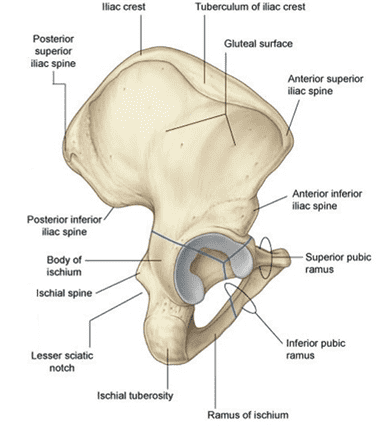 Iliac crest
Tuberculum of iliac crest
Posterior
superior
iliac spine
Gluteal surface
Anterior superior
iliac spine
Anterior inferior
iliac spine
Posterior inferior
iliac spine
Body of
ischium
Superior pubic
ramus
Ischial spine
Lesser sciatic
notch
Inferior pubic
ramus
Ischial tuberosity
Ramus of ischium